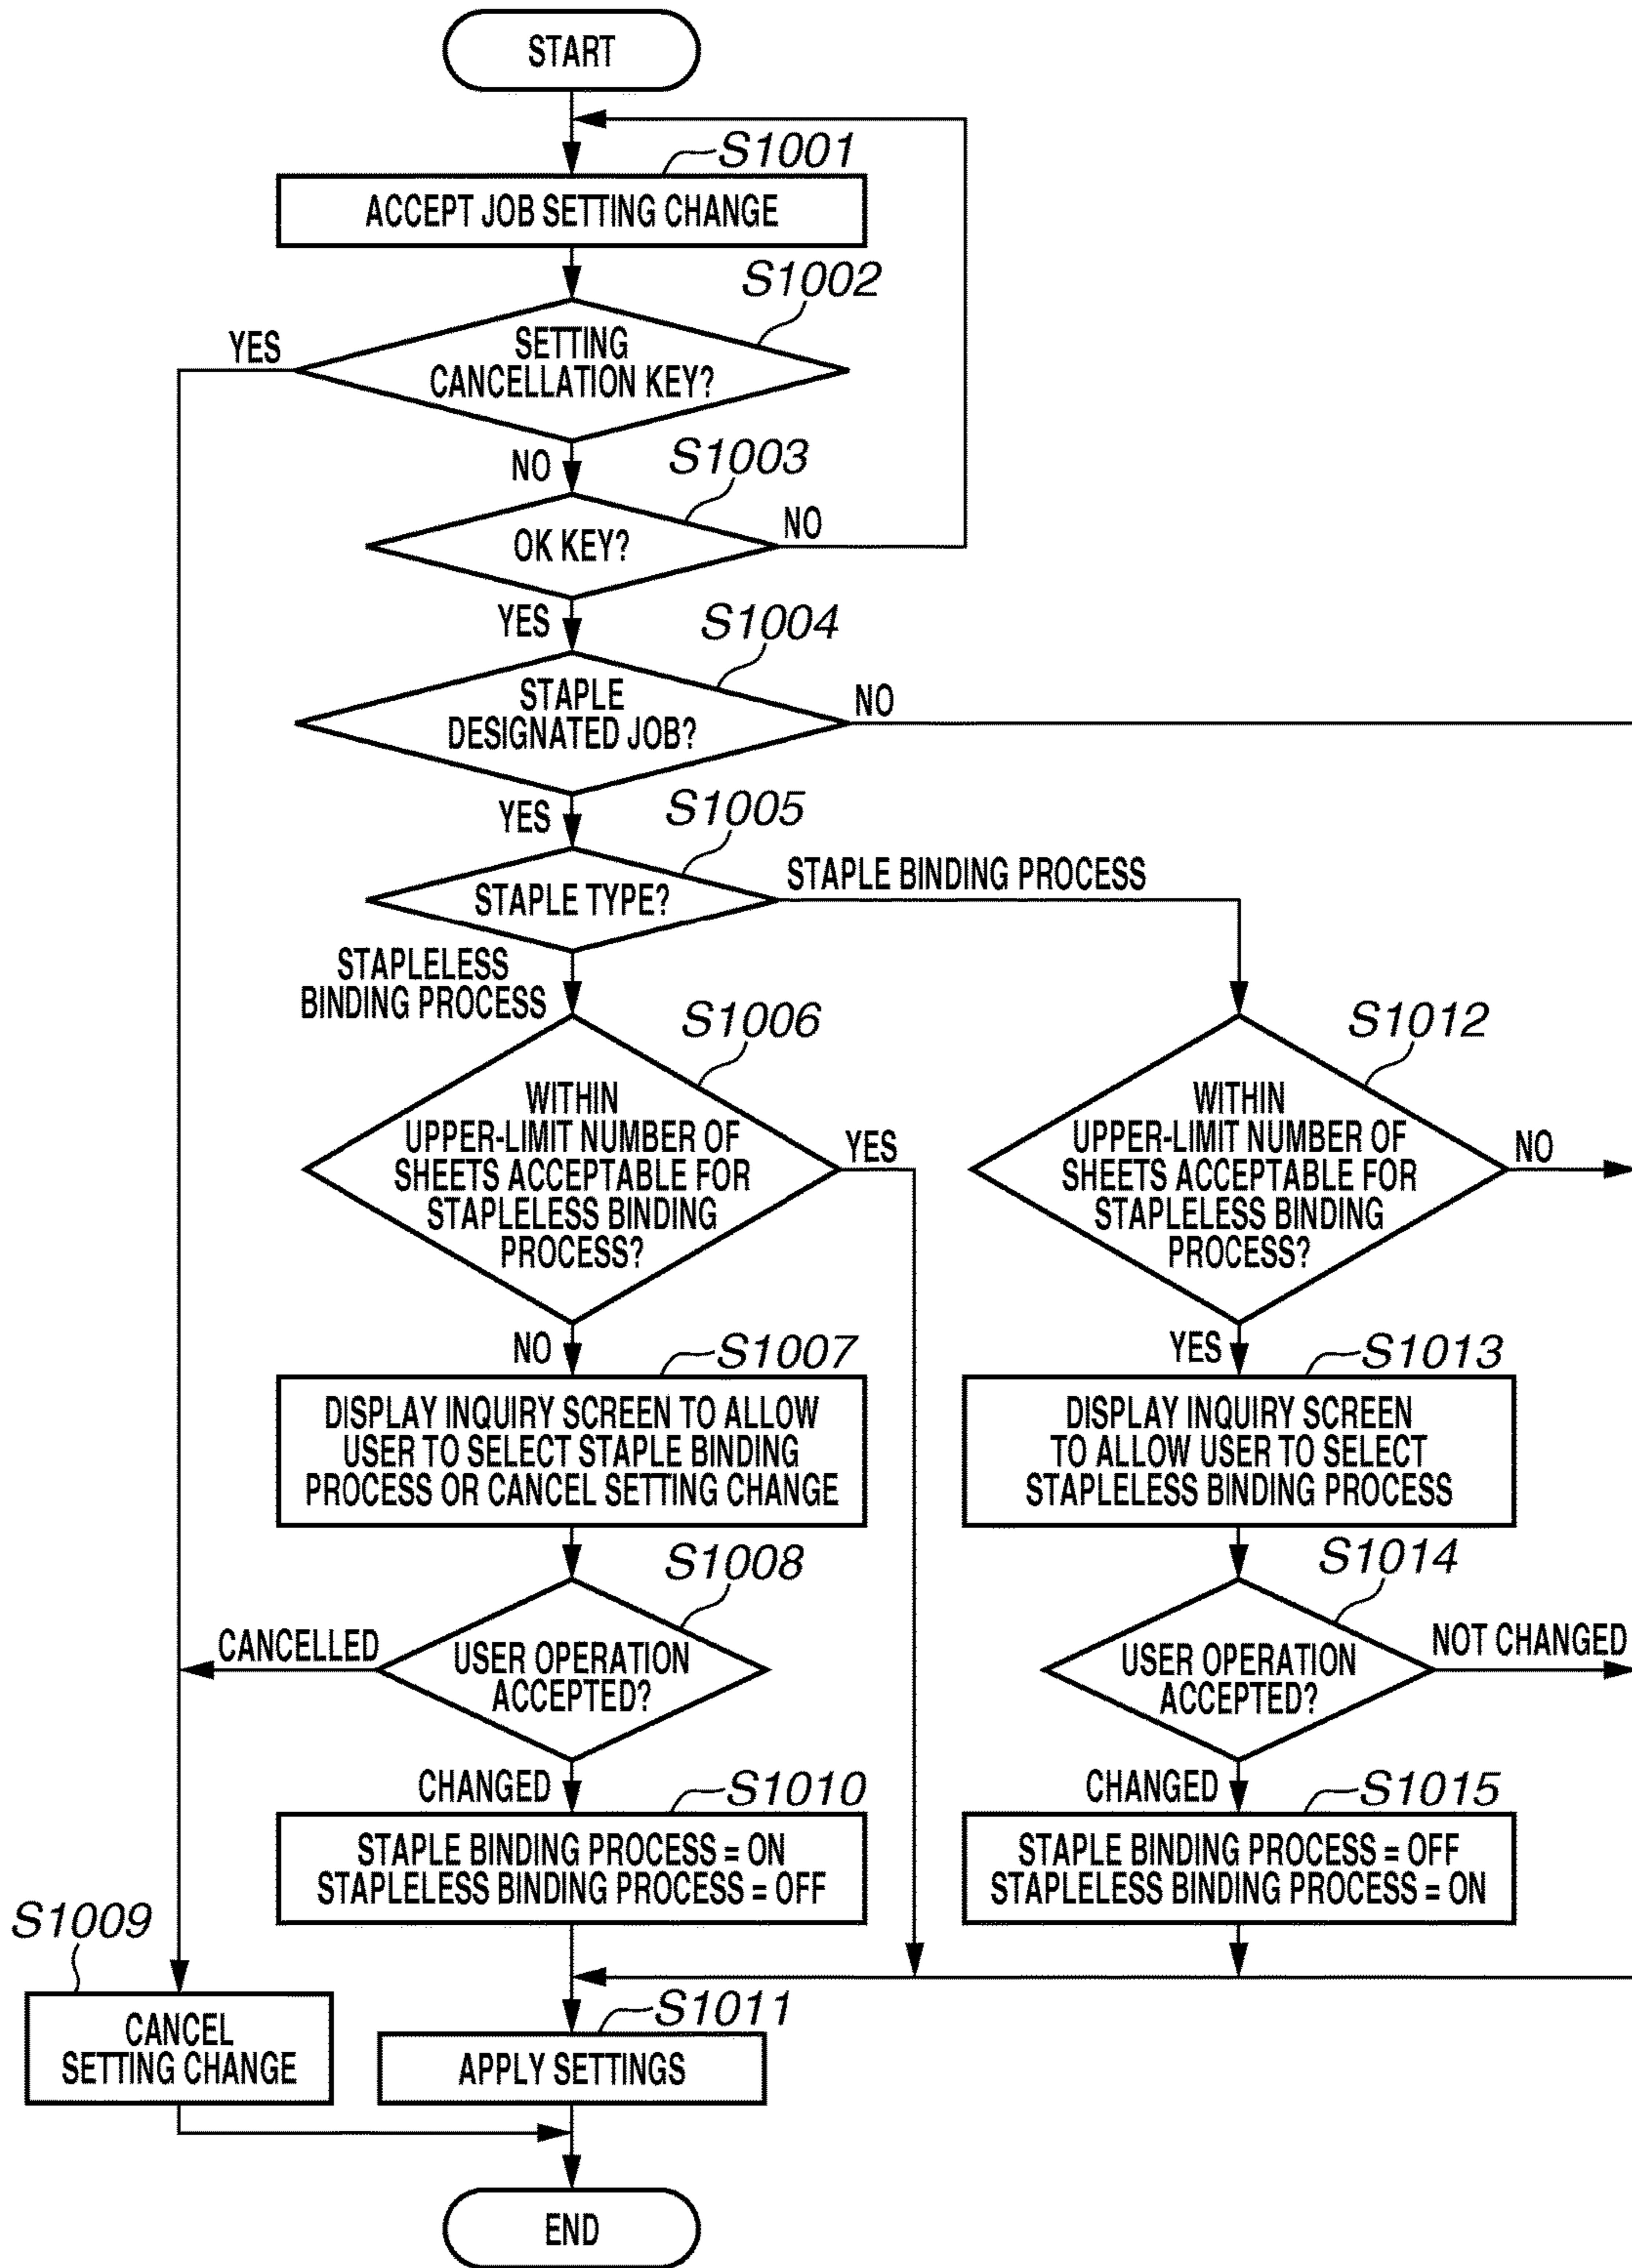 START
S1001
ACCEPT JOB SETTING CHANGE
S1002
YES
SETTING
CANCELLATION KEY?
NO
S1003
OK KEY?
NO
YES
S1004
STAPLE
DESIGNATED JOB?
NO
YES
S1005
STAPLE TYPE?
STAPLE BINDING PROCESS
STAPLELESS
BINDING PROCESS
S1006
WITHIN
UPPER-LIMIT NUMBER OF
SHEETS ACCEPTABLE FOR
STAPLELESS BINDING
PROCESS?
YES
S1012
WITHIN
UPPER-LIMIT NUMBER OF
SHEETS ACCEPTABLE FOR
STAPLELESS BINDING
PROCESS?
NO
NO
S1007
DISPLAY INQUIRY SCREEN TO ALLOW
USER TO SELECT STAPLE BINDING
PROCESS OR CANCEL SETTING CHANGE
YES
S1013
DISPLAY INQUIRY SCREEN
TO ALLOW USER TO SELECT
STAPLELESS BINDING PROCESS
S1008
CANCELLED
USER OPERATION
ACCEPTED?
S1014
USER OPERATION
ACCEPTED?
NOT CHANGED
CHANGED
S1010
STAPLE BINDING PROCESS = ON
STAPLELESS BINDING PROCESS = OFF
CHANGED
S1015
STAPLE BINDING PROCESS = OFF
STAPLELESS BINDING PROCESS = ON
S1009
CANCEL
SETTING CHANGE
S1011
APPLY SETTINGS
END